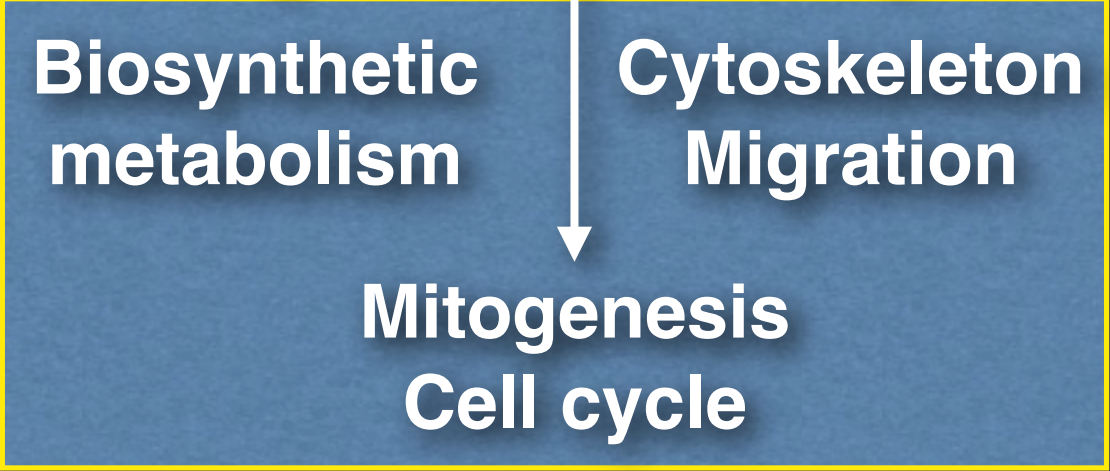 Biosynthetic
metabolism
Cytoskeleton
Migration
Mitogenesis
Cell cycle